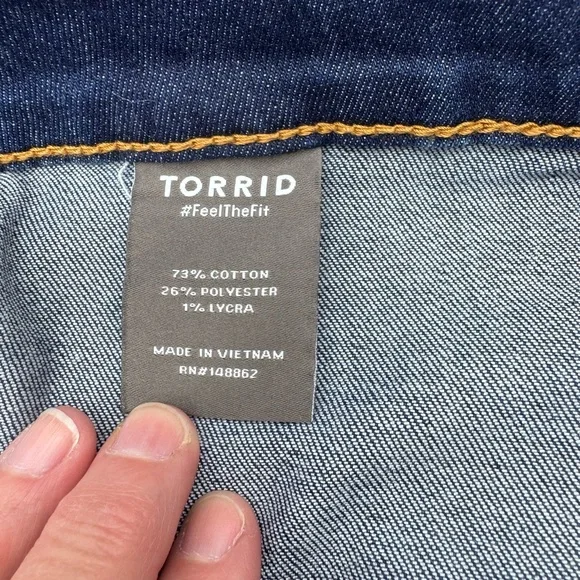 TORRID
#FeelTheFit
73% COTTON
26% POLYESTER
1% LYCRA
MADE IN VIETNAM
RN#148862